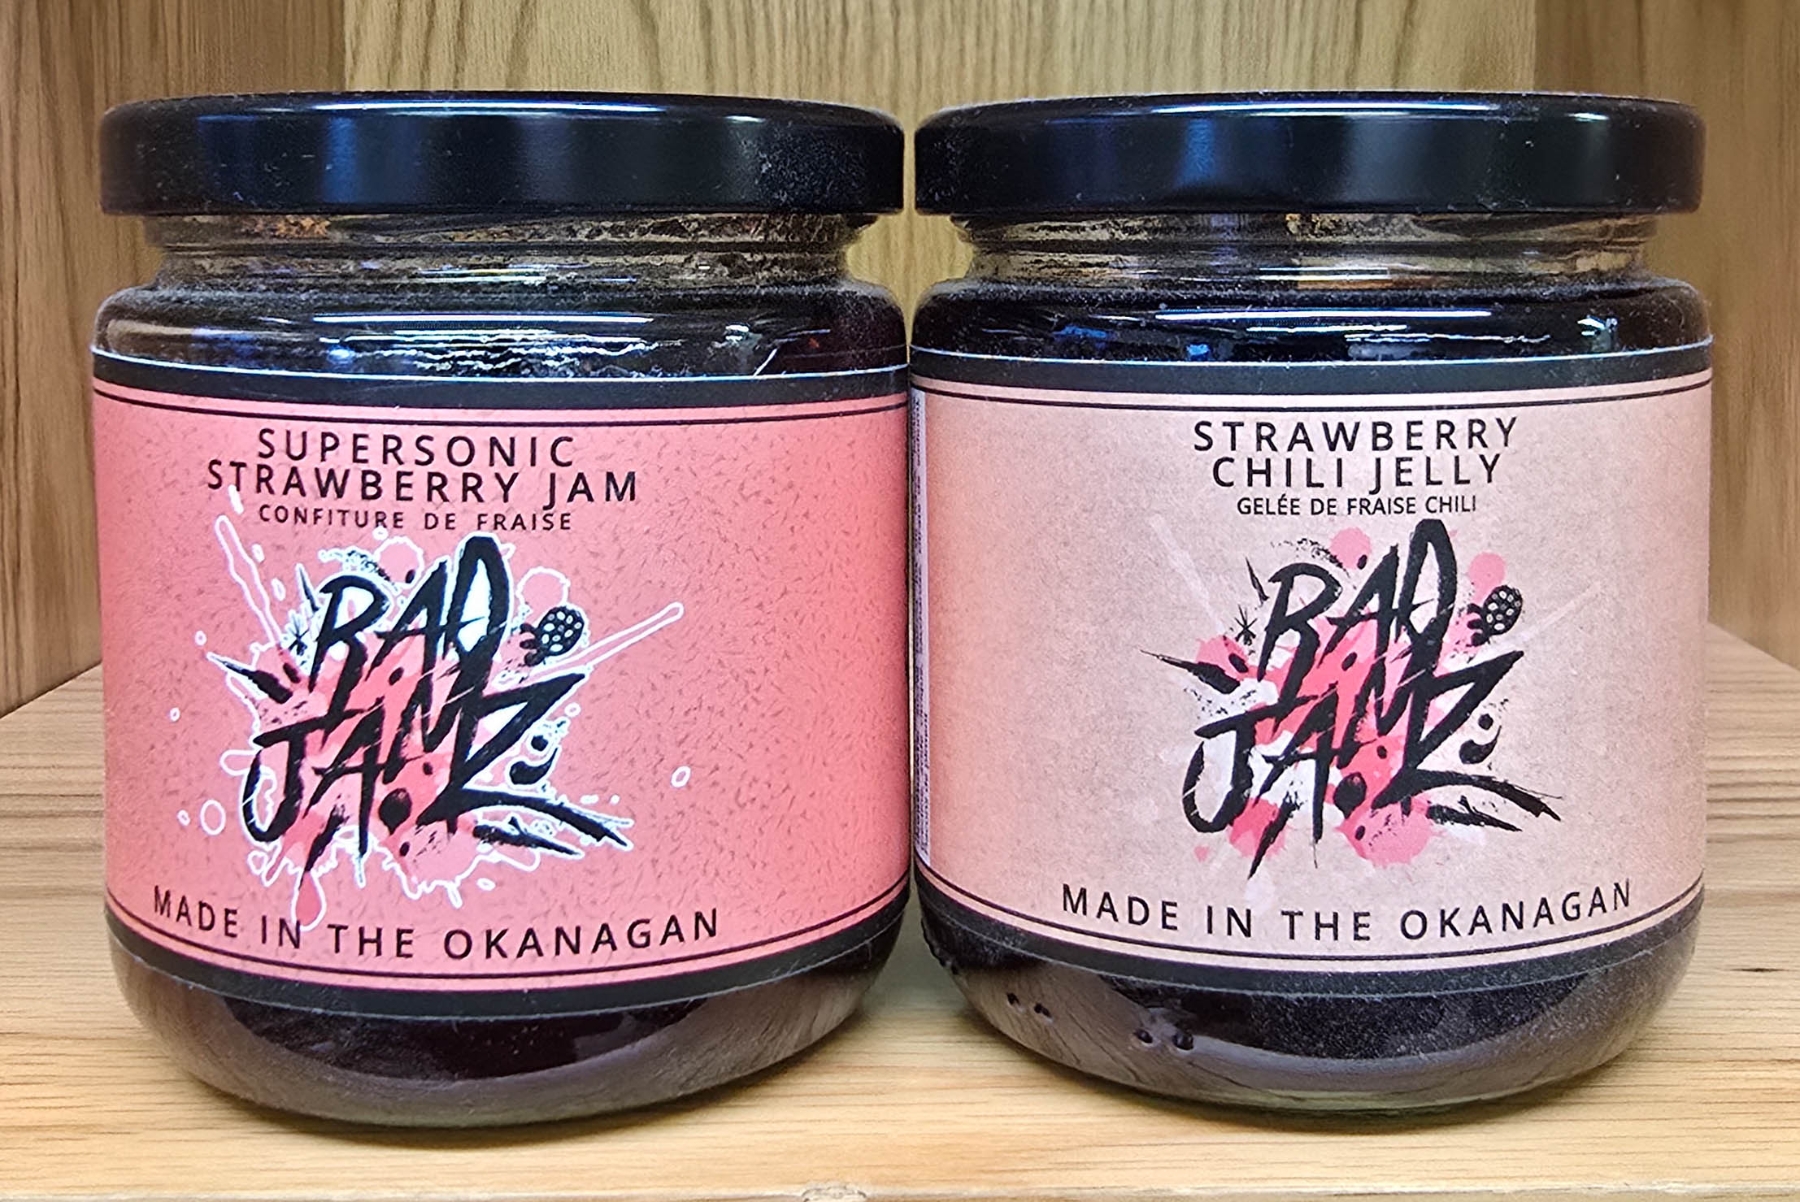 SUPERSONIC
STRAWBERRY JAM
CONFITURE DE FRAISE
RAD
JAMZ
MADE IN THE OKANAGAN
STRAWBERRY
CHILI JELLY
GELÉE DE FRAISE CHILI
RAD
JAMZ
MADE IN THE OKANAGAN